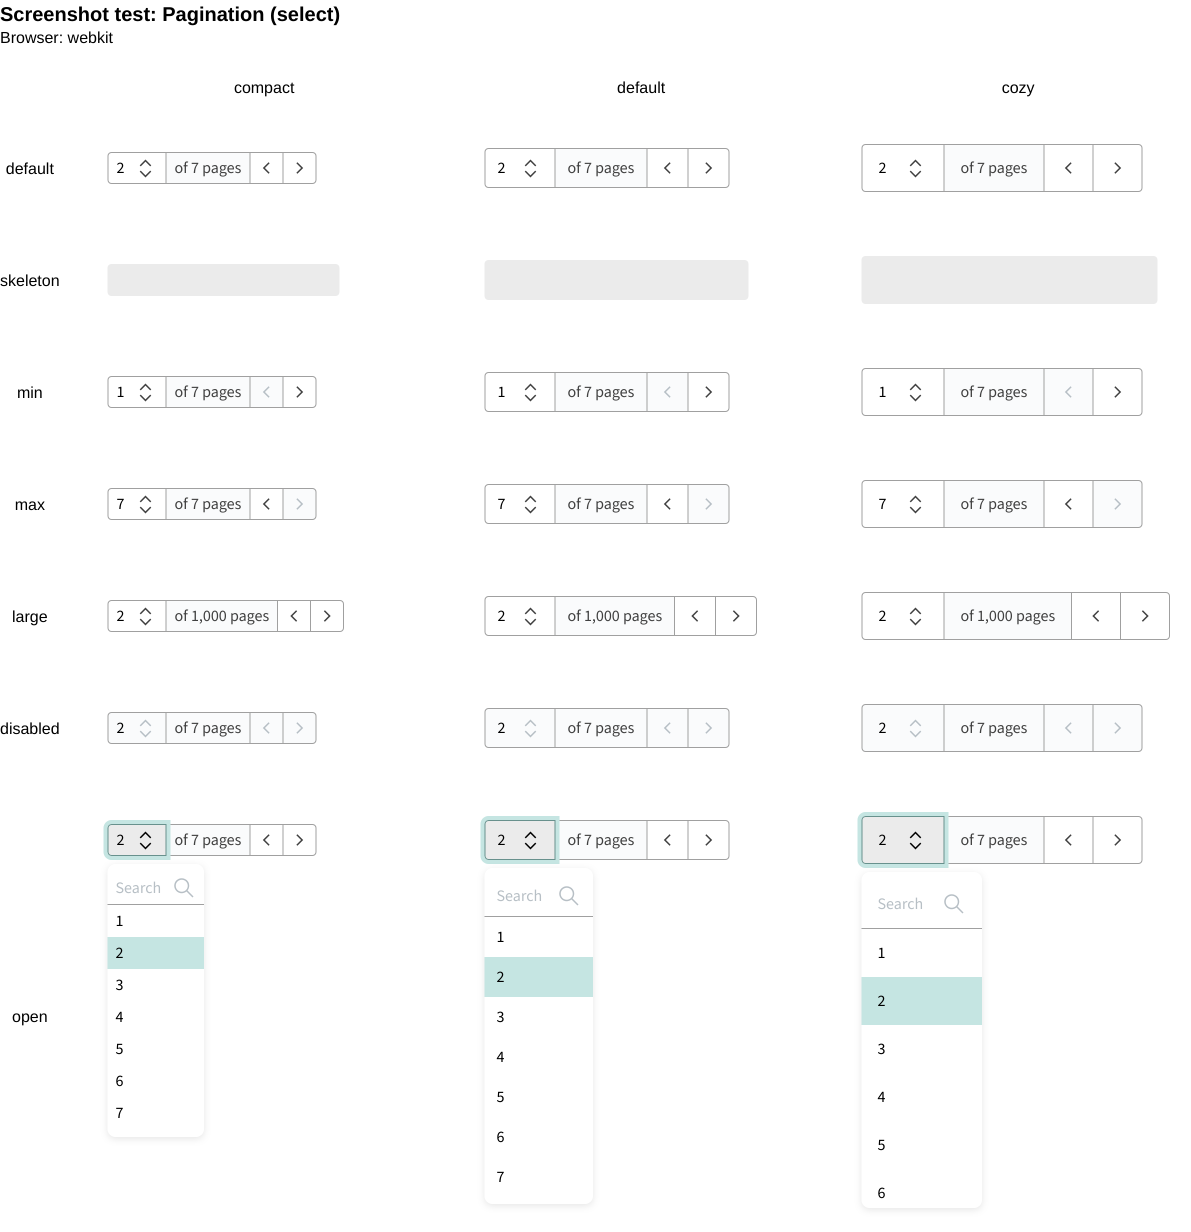 Screenshot test: Pagination (select)
Browser: webkit
compact default cozy
default 2 of 7 pages 2 of 7 pages 2 of 7 pages
skeleton
min 1 of 7 pages 1 of 7 pages 1 of 7 pages
max 7 of 7 pages 7 of 7 pages 7 of 7 pages
large 2 of 1,000 pages 2 of 1,000 pages 2 of 1,000 pages
disabled 2 of 7 pages 2 of 7 pages 2 of 7 pages
open 2 of 7 pages 2 of 7 pages 2 of 7 pages
Search
1
2
3
4
5
6
7
Search
1
2
3
4
5
6
7
Search
1
2
3
4
5
6